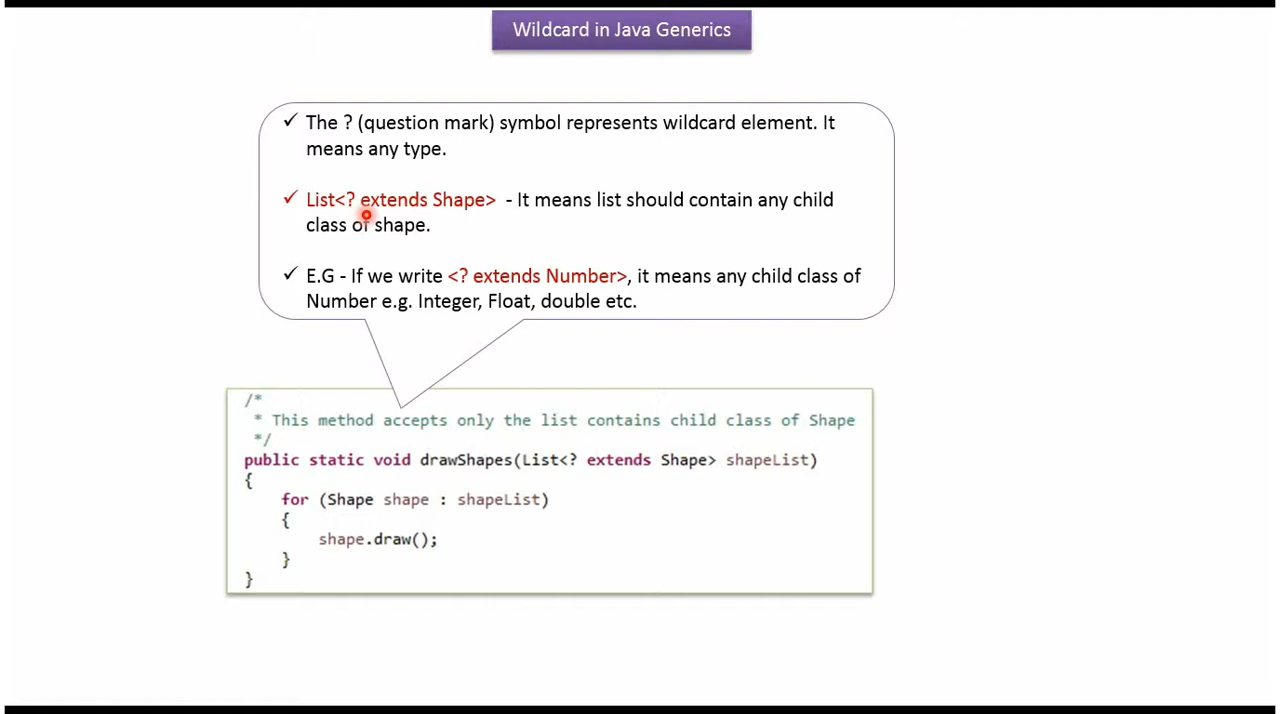 Wildcard in Java Generics
✓ The ? (question mark) symbol represents wildcard element. It
means any type.
✓ List<? extends Shape> - It means list should contain any child
class of shape.
✓ E.G - If we write <? extends Number>, it means any child class of
Number e.g. Integer, Float, double etc.
/*
* This method accepts only the list contains child class of Shape
*/
public static void drawShapes(List<? extends Shape> shapeList)
{
for (Shape shape : shapeList)
{
shape.draw();
}
}